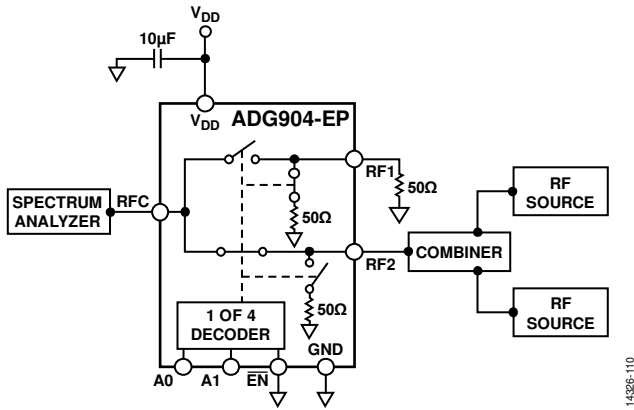 VDD
10µF
VDD
ADG904-EP
RF1
50Ω
50Ω
SPECTRUM
ANALYZER
RFC
RF
SOURCE
COMBINER
RF2
50Ω
1 OF 4
DECODER
GND
RF
SOURCE
A0
A1
EN
14326-110